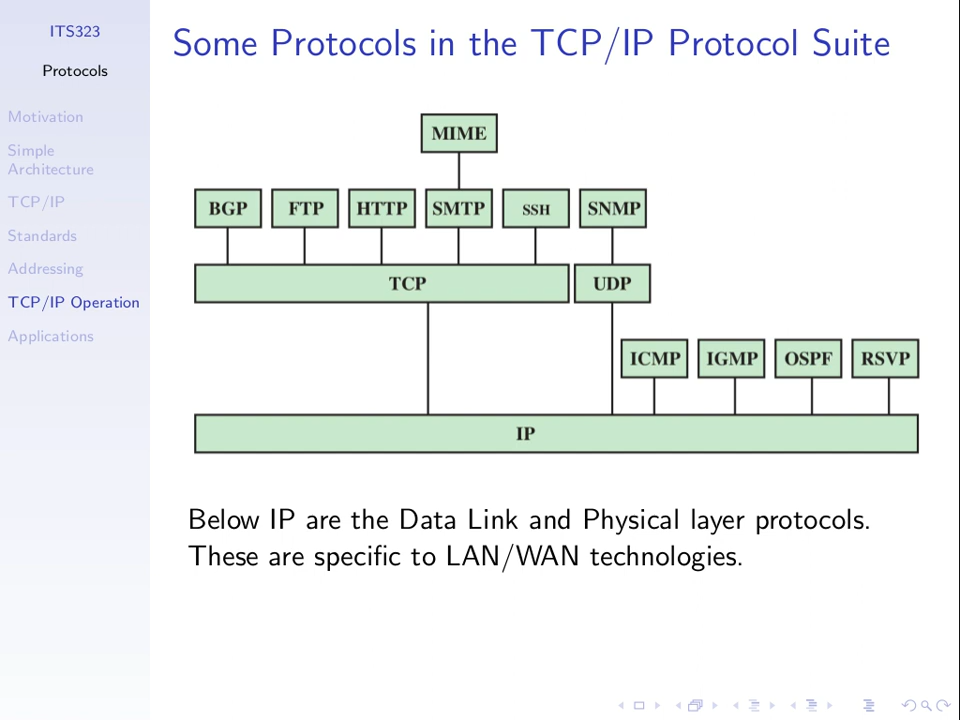 ITS323
Protocols
Motivation
Simple
Architecture
TCP/IP
Standards
Addressing
TCP/IP Operation
Applications
Some Protocols in the TCP/IP Protocol Suite
MIME
BGP FTP HTTP SMTP SSH SNMP
TCP UDP
ICMP IGMP OSPF RSVP
IP
Below IP are the Data Link and Physical layer protocols.
These are specific to LAN/WAN technologies.